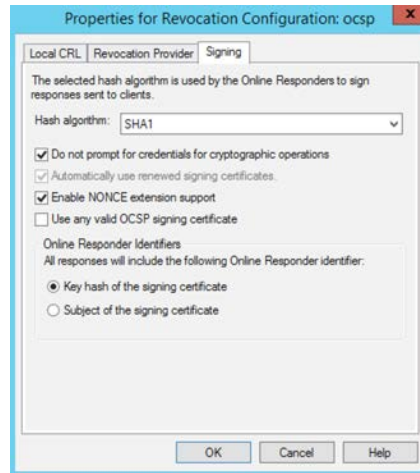 Properties for Revocation Configuration: ocsp
x
Local CRL Revocation Provider Signing
The selected hash algorithm is used by the Online Responders to sign
responses sent to clients.
Hash algorithm: SHA1
Do not prompt for credentials for cryptographic operations
Automatically use renewed signing certificates.
Enable NONCE extension support
Use any valid OCSP signing certificate
Online Responder Identifiers
All responses will include the following Online Responder identifier:
Key hash of the signing certificate
Subject of the signing certificate
OK Cancel Help